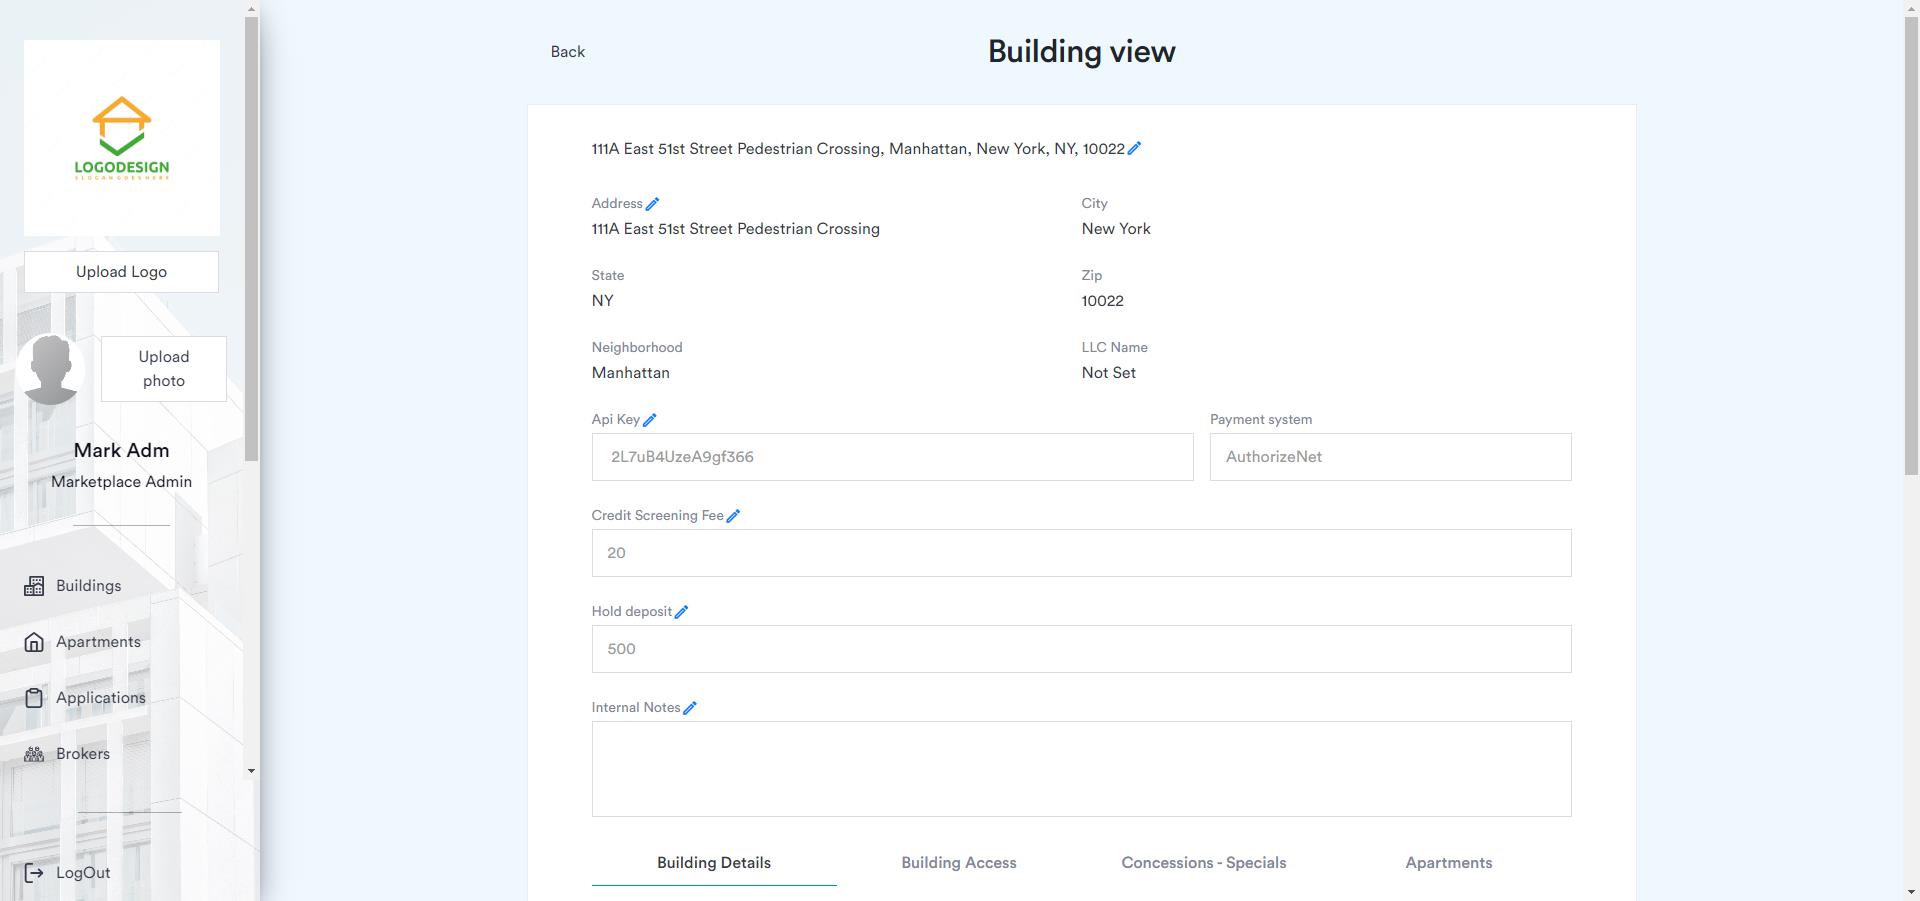 LOGODESIGN
SLOGANGOESHERE
Upload Logo
Upload
photo
Mark Adm
Marketplace Admin
Buildings
Apartments
Applications
Brokers
LogOut
Back
Building view
111A East 51st Street Pedestrian Crossing, Manhattan, New York, NY, 10022
Address
111A East 51st Street Pedestrian Crossing
City
New York
State
NY
Zip
10022
Neighborhood
Manhattan
LLC Name
Not Set
Api Key
2L7uB4UzeA9gf366
Payment system
AuthorizeNet
Credit Screening Fee
20
Hold deposit
500
Internal Notes
Building Details
Building Access
Concessions - Specials
Apartments